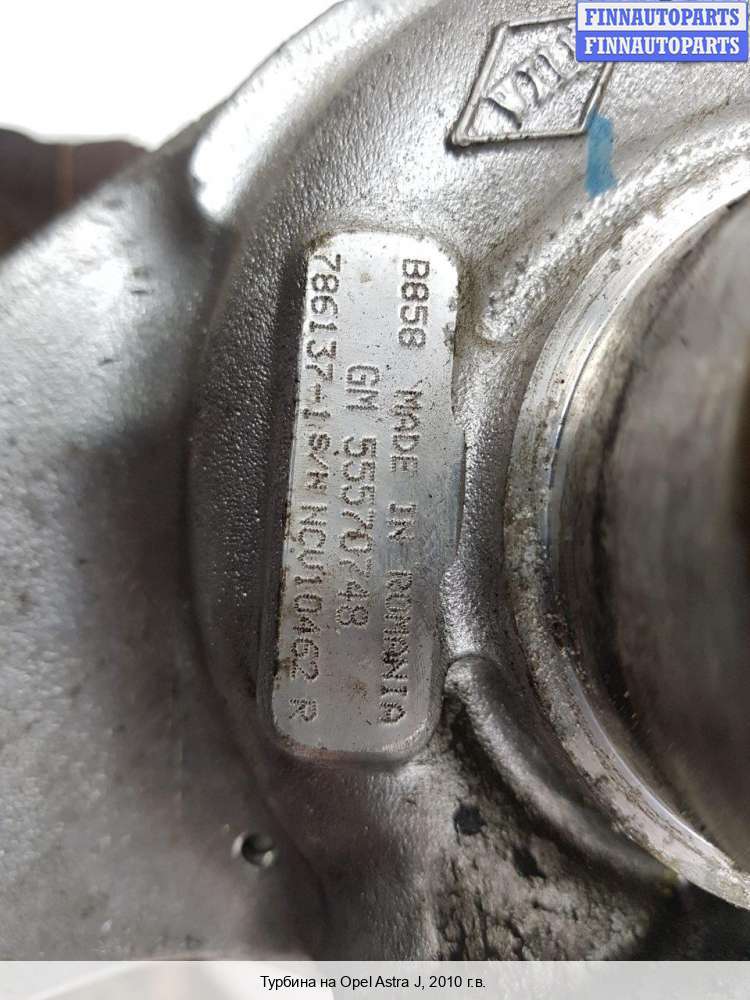 FINNAUTOPARTS
FINNAUTOPARTS
B858 MADE IN ROMANIA
GM 55570748
786137-1 S/N NCV10462 R
Турбина на Opel Astra J, 2010 г.в.